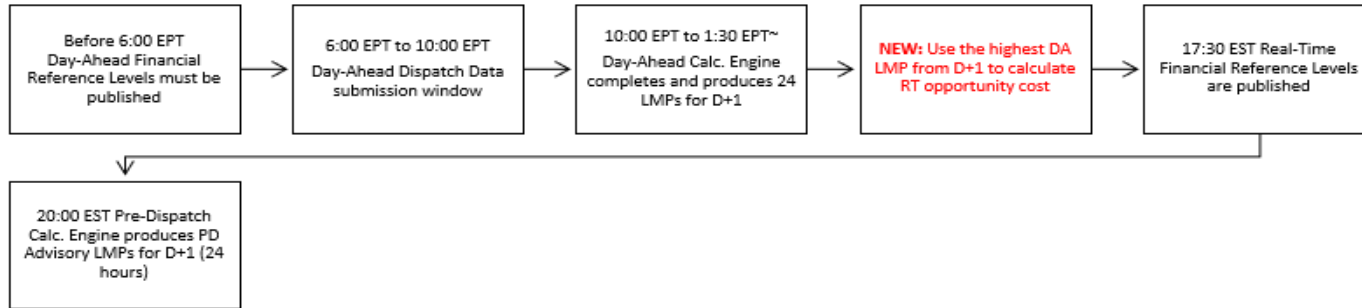 Before 6:00 EPT
Day-Ahead Financial
Reference Levels must be
published
6:00 EPT to 10:00 EPT
Day-Ahead Dispatch Data
submission window
10:00 EPT to 1:30 EPT~
Day-Ahead Calc. Engine
completes and produces 24
LMPs for D+1
NEW: Use the highest DA
LMP from D+1 to calculate
RT opportunity cost
17:30 EST Real-Time
Financial Reference Levels
are published
20:00 EST Pre-Dispatch
Calc. Engine produces PD
Advisory LMPs for D+1 (24
hours)